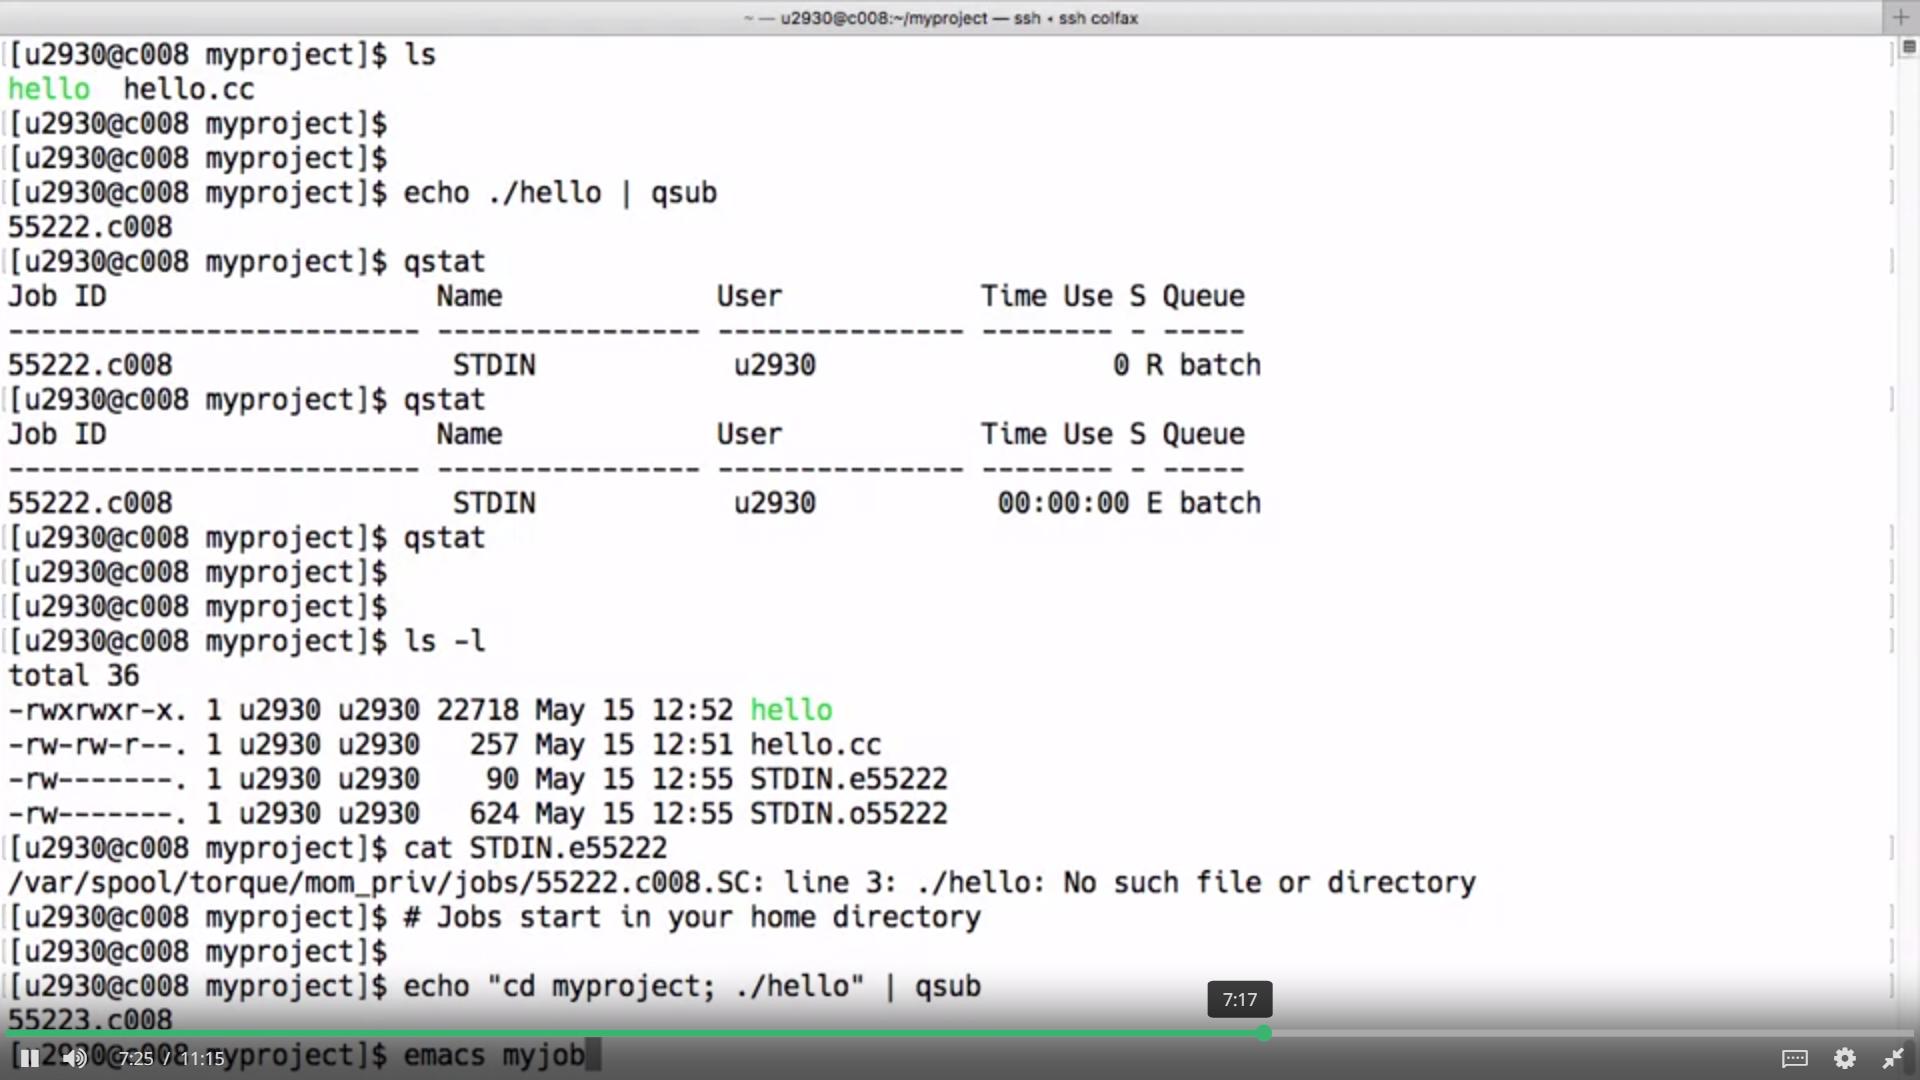 ~ — u2930@c008:~/myproject — ssh • ssh colfax
[u2930@c008 myproject]$ ls
hello  hello.cc
[u2930@c008 myproject]$
[u2930@c008 myproject]$
[u2930@c008 myproject]$ echo ./hello | qsub
55222.c008
[u2930@c008 myproject]$ qstat
Job ID                    Name             User            Time Use S Queue
------------------------- ---------------- --------------- -------- - -----
55222.c008                 STDIN            u2930                  0 R batch
[u2930@c008 myproject]$ qstat
Job ID                    Name             User            Time Use S Queue
------------------------- ---------------- --------------- -------- - -----
55222.c008                 STDIN            u2930           00:00:00 E batch
[u2930@c008 myproject]$ qstat
[u2930@c008 myproject]$
[u2930@c008 myproject]$
[u2930@c008 myproject]$ ls -l
total 36
-rwxrwxr-x. 1 u2930 u2930 22718 May 15 12:52 hello
-rw-rw-r--. 1 u2930 u2930   257 May 15 12:51 hello.cc
-rw-------. 1 u2930 u2930    90 May 15 12:55 STDIN.e55222
-rw-------. 1 u2930 u2930   624 May 15 12:55 STDIN.o55222
[u2930@c008 myproject]$ cat STDIN.e55222
/var/spool/torque/mom_priv/jobs/55222.c008.SC: line 3: ./hello: No such file or directory
[u2930@c008 myproject]$ # Jobs start in your home directory
[u2930@c008 myproject]$
[u2930@c008 myproject]$ echo "cd myproject; ./hello" | qsub
7:17
55223.c008
[u2930@c008 myproject]$ emacs myjob
7:25 / 11:15